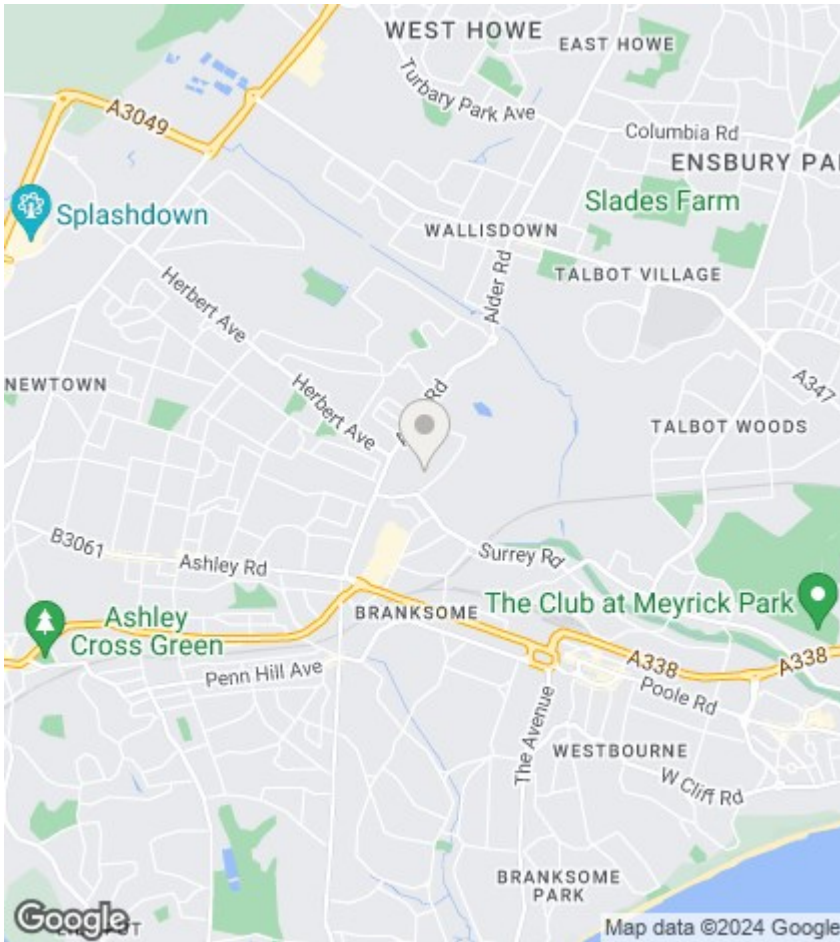 WEST HOWE
EAST HOWE
Turbary Park Ave
A3049
Columbia Rd
ENSBURY PA
Slades Farm
Splashdown
WALLISDOWN
Alder Rd
TALBOT VILLAGE
Herbert Ave
A347
NEWTOWN
Herbert Ave
Rd
TALBOT WOODS
B3061
Ashley Rd
Surrey Rd
Ashley
Cross Green
BRANKSOME
The Club at Meyrick Park
Penn Hill Ave
A338
A338
Poole Rd
The Avenue
WESTBOURNE
W Cliff Rd
BRANKSOME
PARK
Google
Map data ©2024 Google